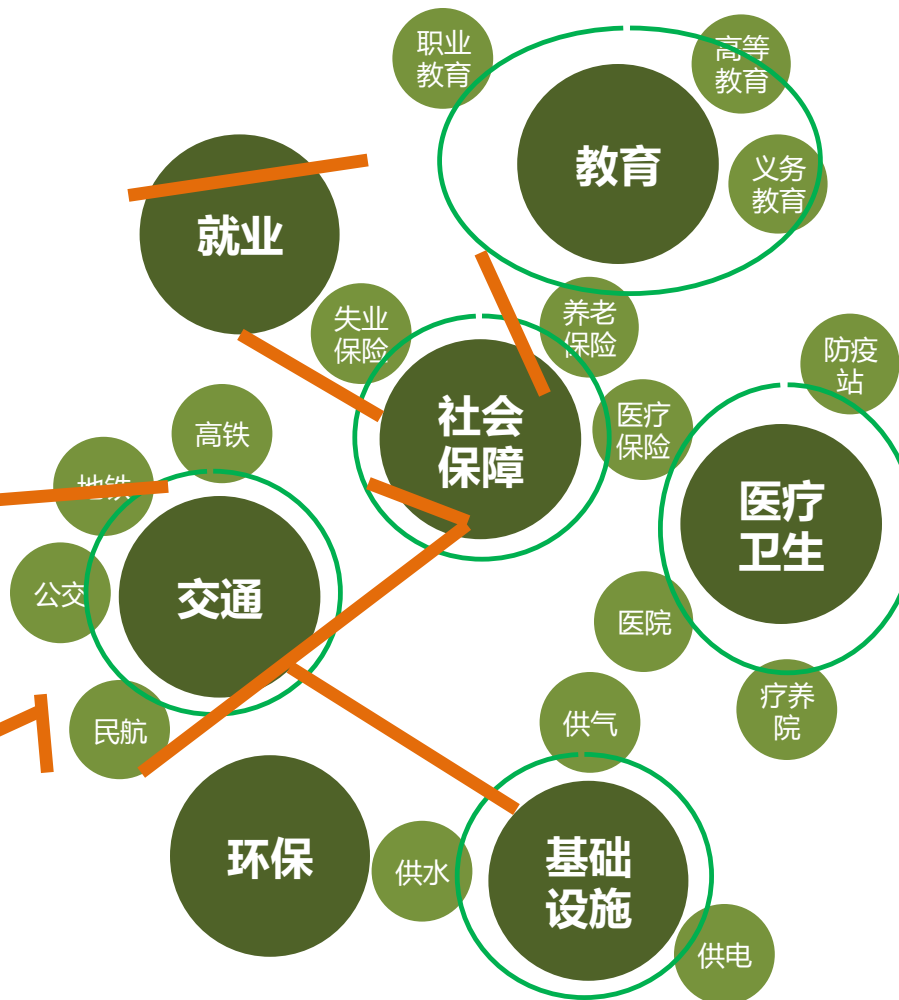 职业
教育
高等
教育
教育
义务
教育
就业
失业
保险
养老
保险
社会
保障
医疗
保险
防疫
站
高铁
地铁
医疗
卫生
公交
交通
医院
民航
供气
疗养
院
环保
供水
基础
设施
供电